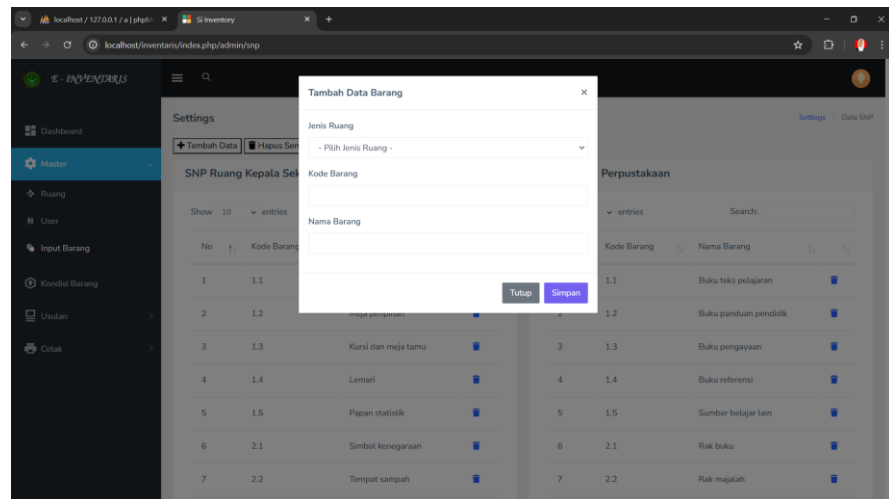 localhost / 127.0.0.1 / a | phpM
Si Inventory
localhost/inventaris/index.php/admin/snp
E - INVENTARIS
Dashboard
Master
Ruang
User
Input Barang
Kondisi Barang
Usulan
Cetak
Settings
Settings
Data SNP
Tambah Data
Hapus Sem
Tambah Data Barang
×
Jenis Ruang
- Pilih Jenis Ruang -
Kode Barang
Nama Barang
Tutup
Simpan
SNP Ruang Kepala Sek
Show 10 entries
No Kode Barang
1 1.1
2 1.2 Meja pimpinan
3 1.3 Kursi dan meja tamu
4 1.4 Lemari
5 1.5 Papan statistik
6 2.1 Simbol kenegaraan
7 2.2 Tempat sampah
Perpustakaan
entries Search:
Kode Barang Nama Barang
1.1 Buku teks pelajaran
2 1.2 Buku panduan pendidik
3 1.3 Buku pengayaan
4 1.4 Buku referensi
5 1.5 Sumber belajar lain
6 2.1 Rak buku
7 2.2 Rak majalah